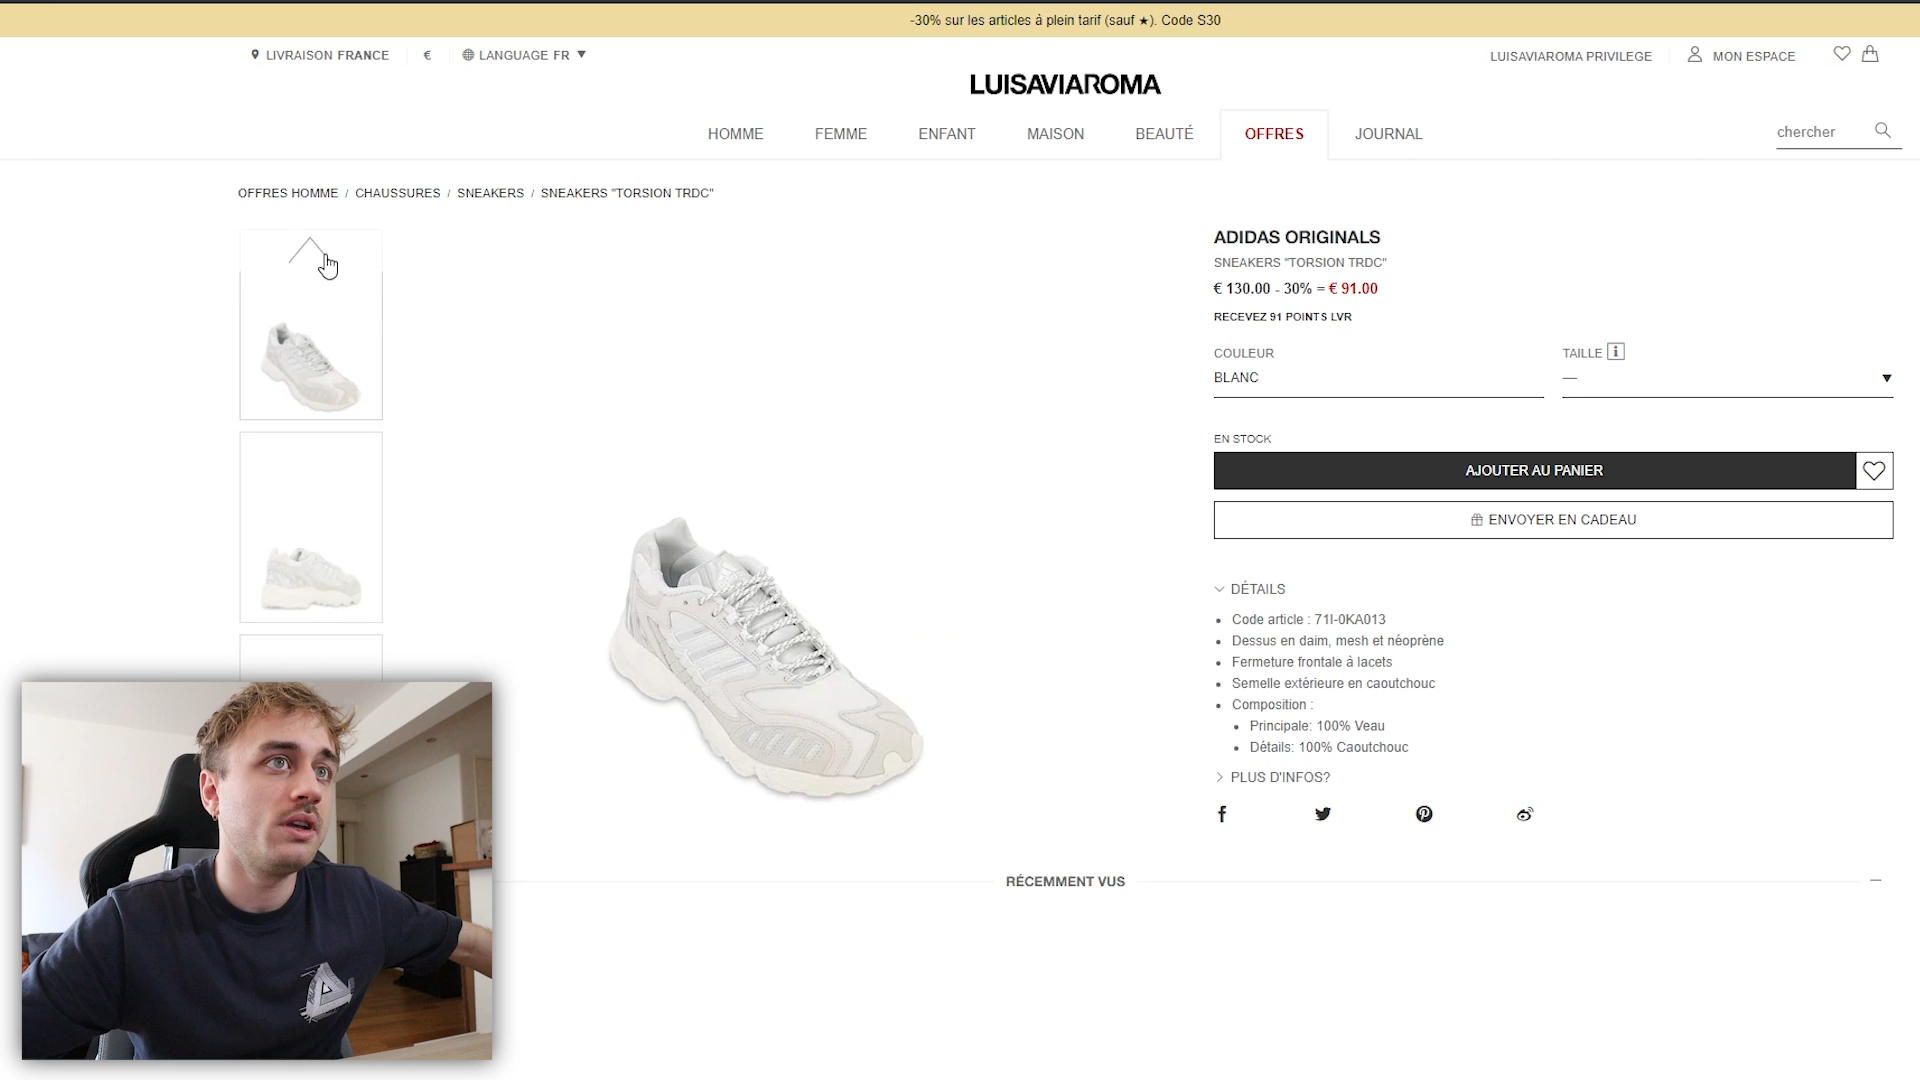 -30% sur les articles à plein tarif (sauf ★). Code S30
LIVRAISON FRANCE
€
LANGUAGE FR ▼
LUISAVIAROMA PRIVILEGE
MON ESPACE
LUISAVIAROMA
HOMME
FEMME
ENFANT
MAISON
BEAUTÉ
OFFRES
JOURNAL
chercher
OFFRES HOMME / CHAUSSURES / SNEAKERS / SNEAKERS "TORSION TRDC"
ADIDAS ORIGINALS
SNEAKERS "TORSION TRDC"
€ 130.00 - 30% = € 91.00
RECEVEZ 91 POINTS LVR
COULEUR
BLANC
TAILLE
—
EN STOCK
AJOUTER AU PANIER
ENVOYER EN CADEAU
DÉTAILS
• Code article : 71I-0KA013
• Dessus en daim, mesh et néoprène
• Fermeture frontale à lacets
• Semelle extérieure en caoutchouc
• Composition :
• Principale: 100% Veau
• Détails: 100% Caoutchouc
PLUS D'INFOS?
RÉCEMMENT VUS